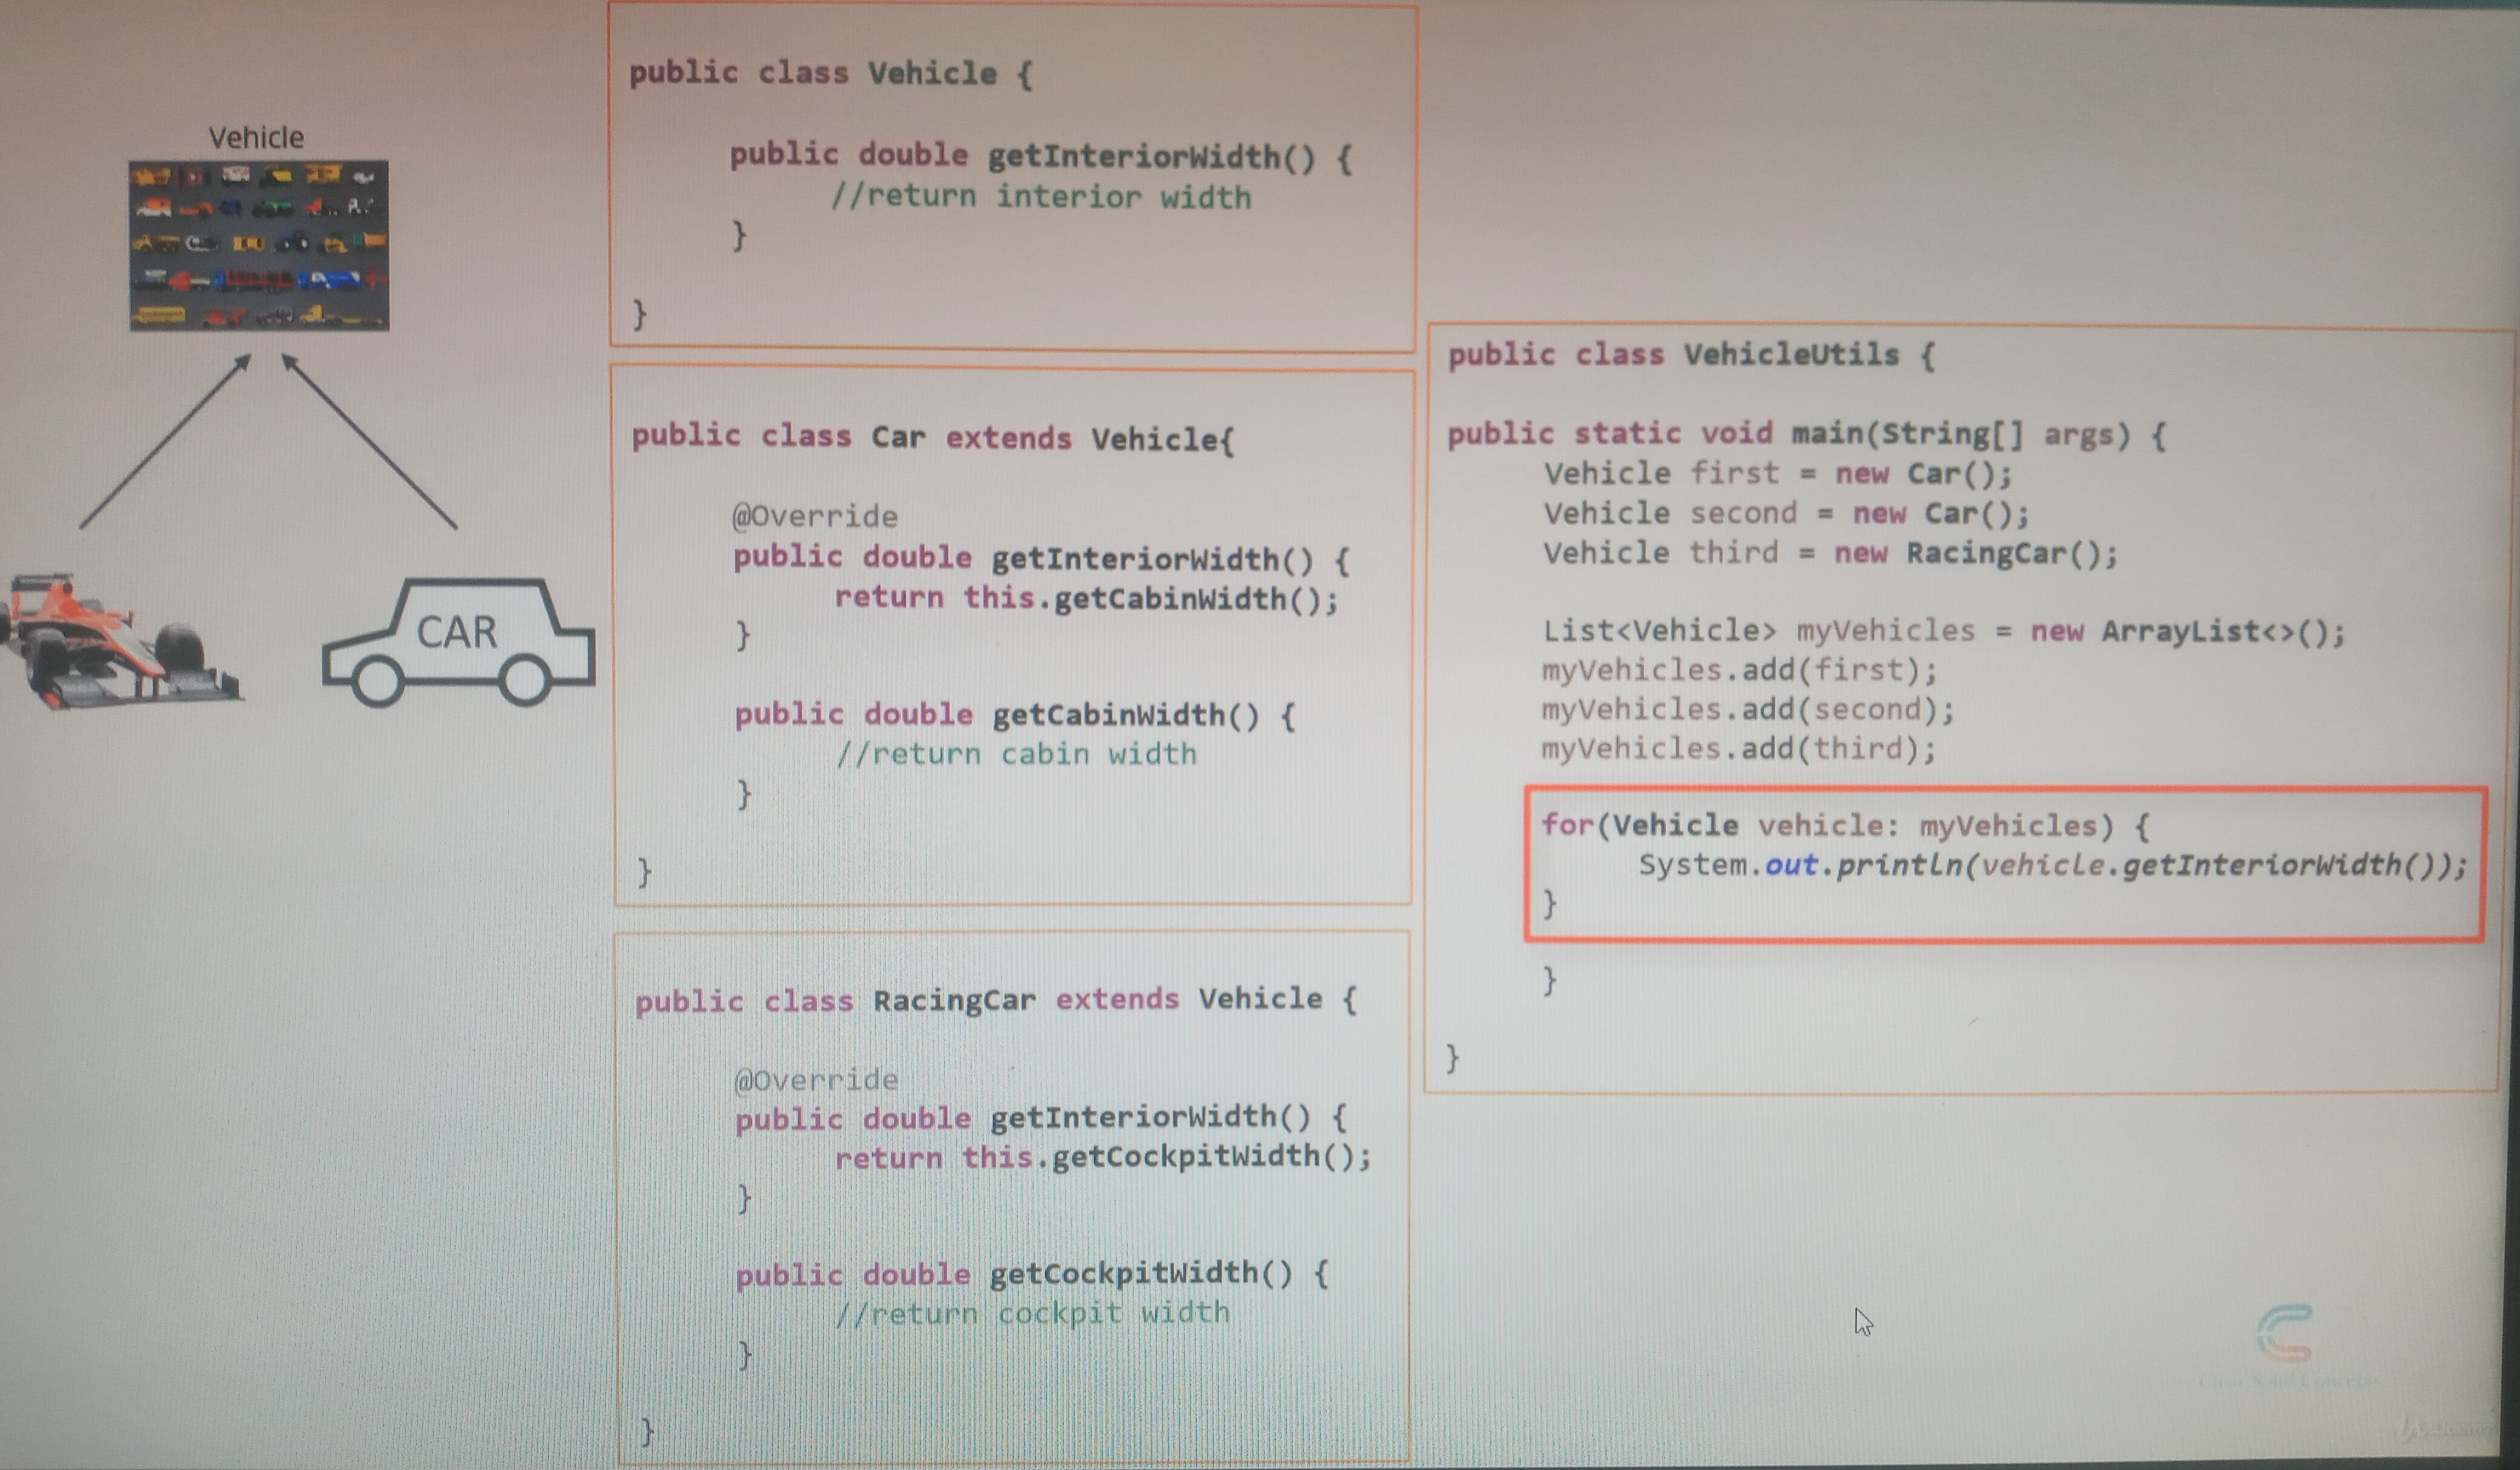 Vehicle
CAR
public class Vehicle {
public double getInteriorWidth() {
//return interior width
}
}
public class Car extends Vehicle{
@Override
public double getInteriorWidth() {
return this.getCabinWidth();
}
public double getCabinWidth() {
//return cabin width
}
}
public class RacingCar extends Vehicle {
@Override
public double getInteriorWidth() {
return this.getCockpitWidth();
}
public double getCockpitWidth() {
//return cockpit width
}
}
public class VehicleUtils {
public static void main(String[] args) {
Vehicle first = new Car();
Vehicle second = new Car();
Vehicle third = new RacingCar();
List<Vehicle> myVehicles = new ArrayList<>();
myVehicles.add(first);
myVehicles.add(second);
myVehicles.add(third);
for(Vehicle vehicle: myVehicles) {
System.out.println(vehicle.getInteriorWidth());
}
}
}